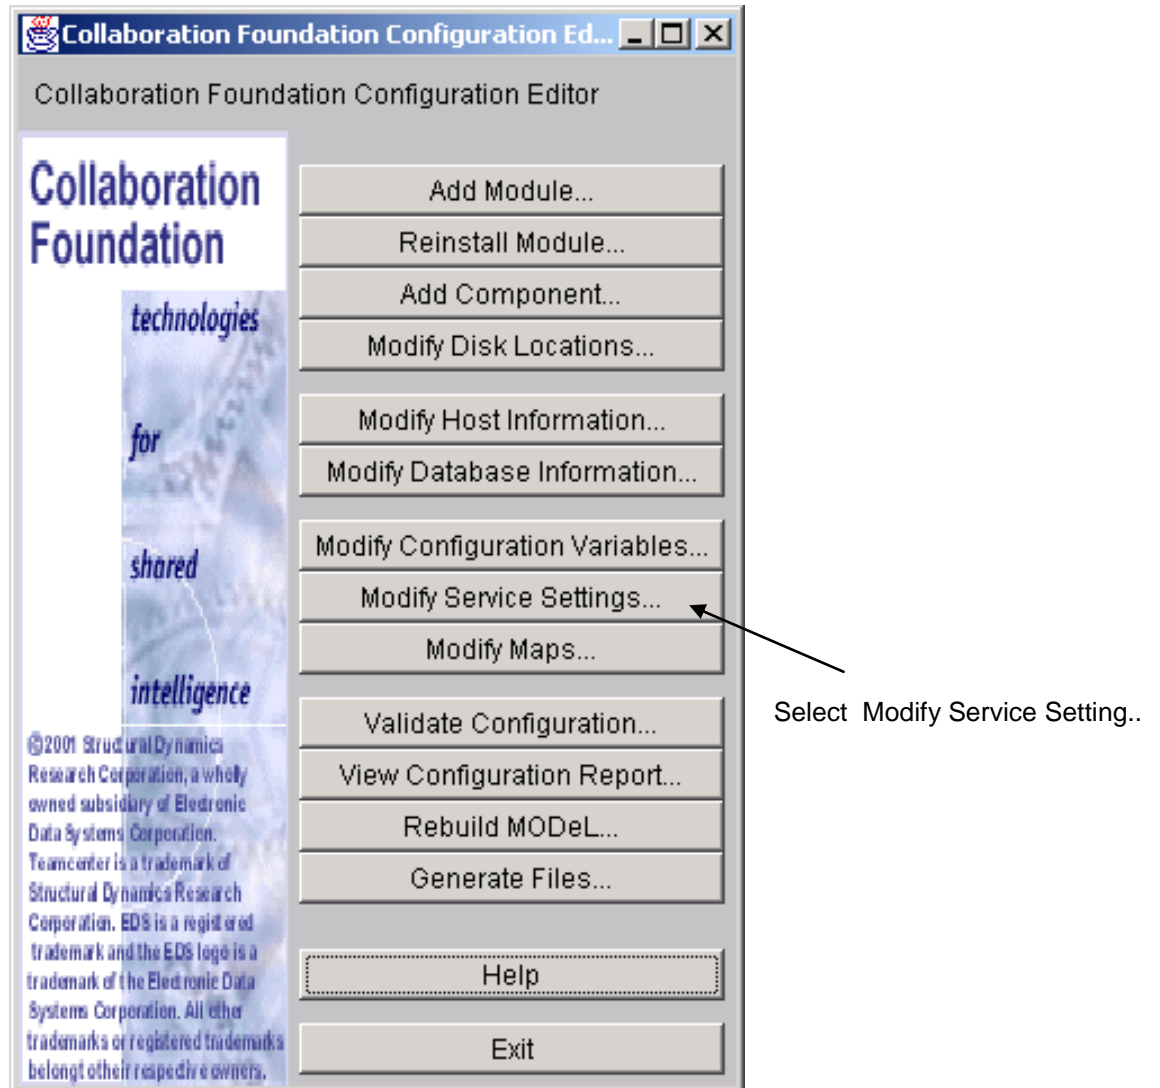 Collaboration Foundation Configuration Ed...
Collaboration Foundation Configuration Editor
Collaboration
Foundation
technologies
for
shared
intelligence
©2001 Structural Dynamics
Research Corporation, a wholly
owned subsidiary of Electronic
Data Systems Corporation.
Teamcenter is a trademark of
Structural Dynamics Research
Corporation. EDS is a registered
trademark and the EDS logo is a
trademark of the Electronic Data
Systems Corporation. All other
trademarks or registered trademarks
belong to their respective owners.
Add Module...
Reinstall Module...
Add Component...
Modify Disk Locations...
Modify Host Information...
Modify Database Information...
Modify Configuration Variables...
Modify Service Settings...
Modify Maps...
Validate Configuration...
View Configuration Report...
Rebuild MODeL...
Generate Files...
Help
Exit
Select Modify Service Setting..